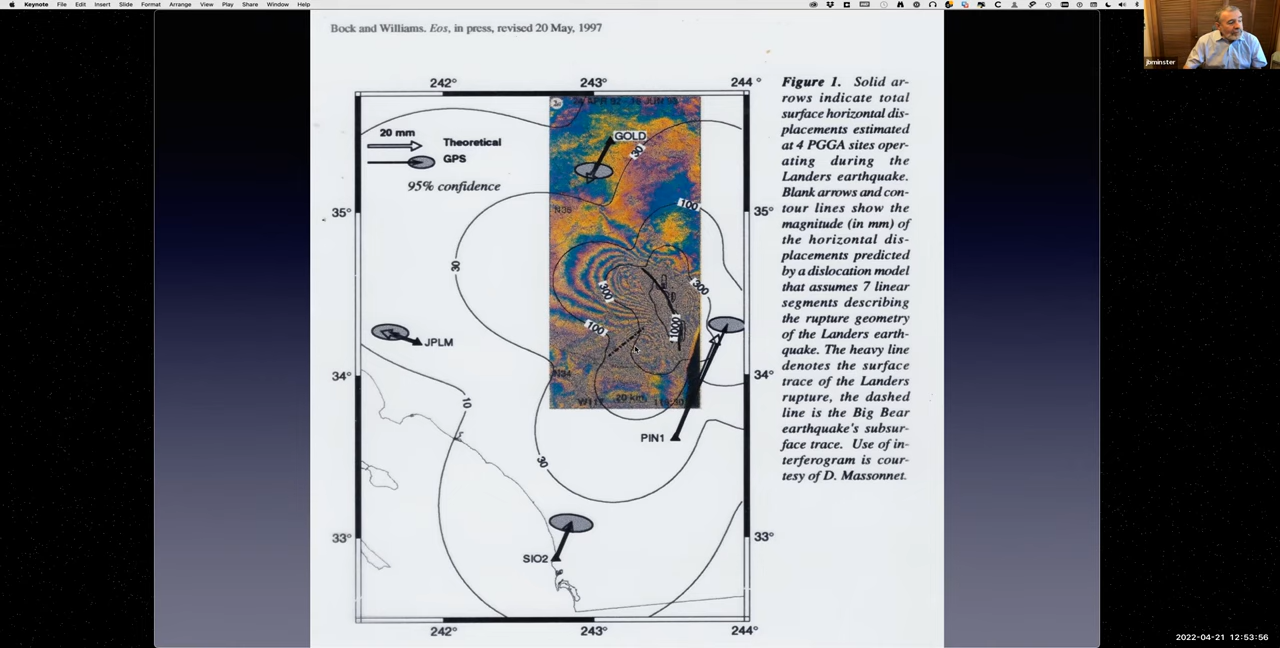 Keynote File Edit Insert Slide Format Arrange View Play Share Window Help
jbminster
Bock and Williams. Eos, in press, revised 20 May, 1997
242° 243° 244°
20 mm
Theoretical
GPS
95% confidence
GOLD
30
100
N35
35° 35°
30
300
300
100
1000
JPLM
34° 34°
N34
20 km
10
PIN1
30
33° 33°
SIO2
242° 243° 244°
Figure 1. Solid ar-
rows indicate total
surface horizontal dis-
placements estimated
at 4 PGGA sites oper-
ating during the
Landers earthquake.
Blank arrows and con-
tour lines show the
magnitude (in mm) of
the horizontal dis-
placements predicted
by a dislocation model
that assumes 7 linear
segments describing
the rupture geometry
of the Landers earth-
quake. The heavy line
denotes the surface
trace of the Landers
rupture, the dashed
line is the Big Bear
earthquake's subsur-
face trace. Use of in-
terferogram is cour-
tesy of D. Massonnet.
2022-04-21 12:53:56